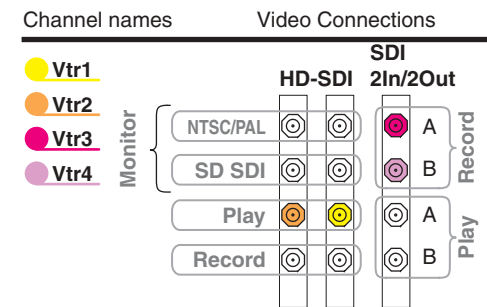 Channel names Video Connections
SDI
HD-SDI 2In/2Out
Vtr1
Vtr2
Vtr3
Vtr4
Monitor
NTSC/PAL A
SD SDI B
Record
Play A
Record B
Play